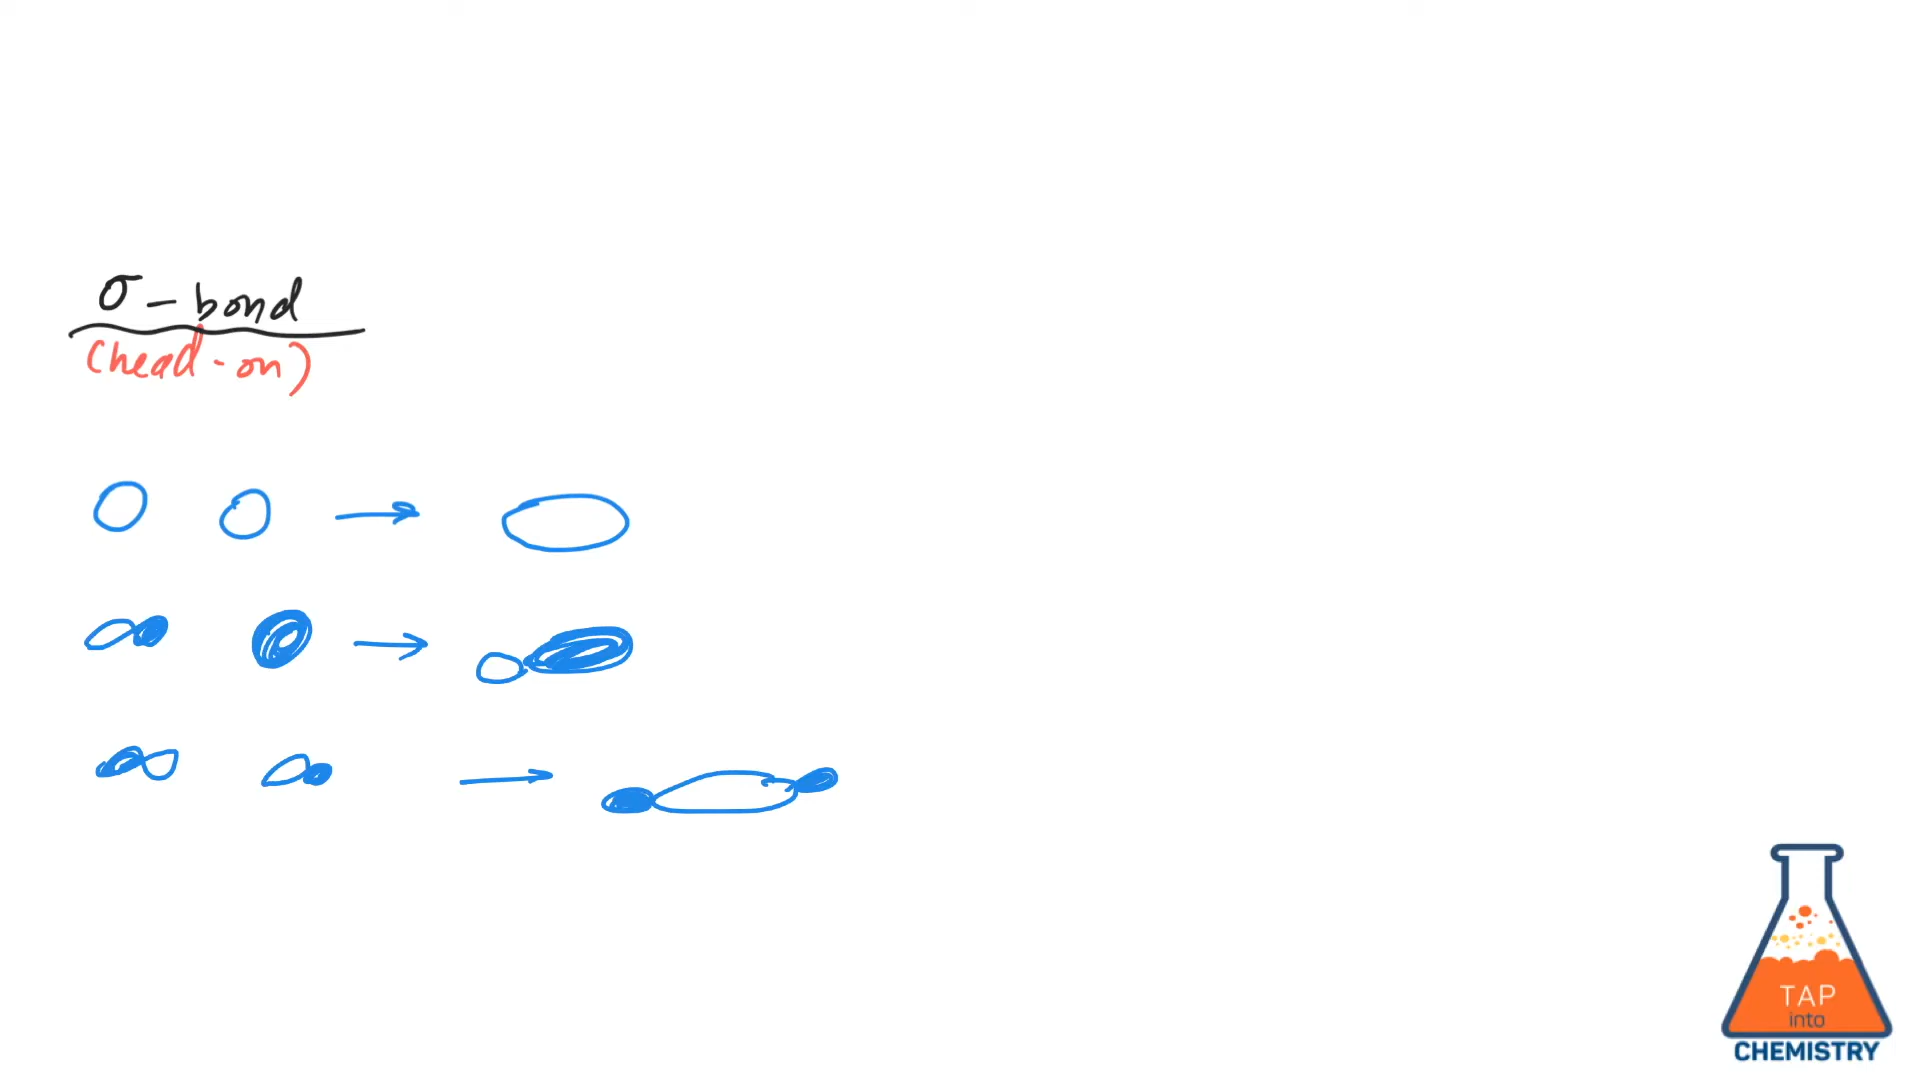 σ - bond
(head-on)
TAP
into
CHEMISTRY